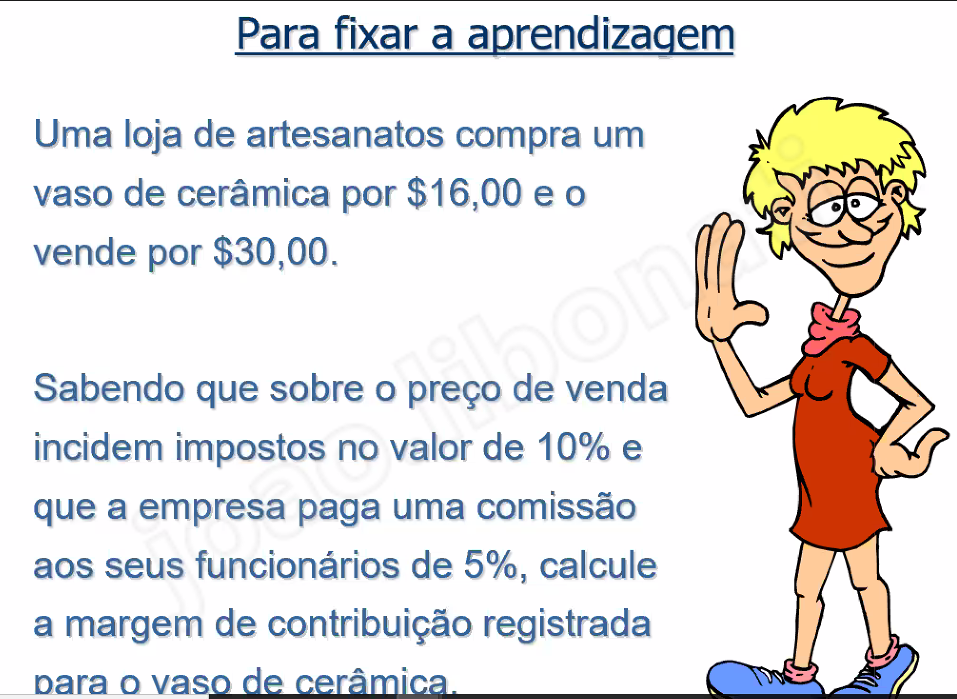 Para fixar a aprendizagem
Uma loja de artesanatos compra um
vaso de cerâmica por $16,00 e o
vende por $30,00.
Sabendo que sobre o preço de venda
incidem impostos no valor de 10% e
que a empresa paga uma comissão
aos seus funcionários de 5%, calcule
a margem de contribuição registrada
para o vaso de cerâmica.